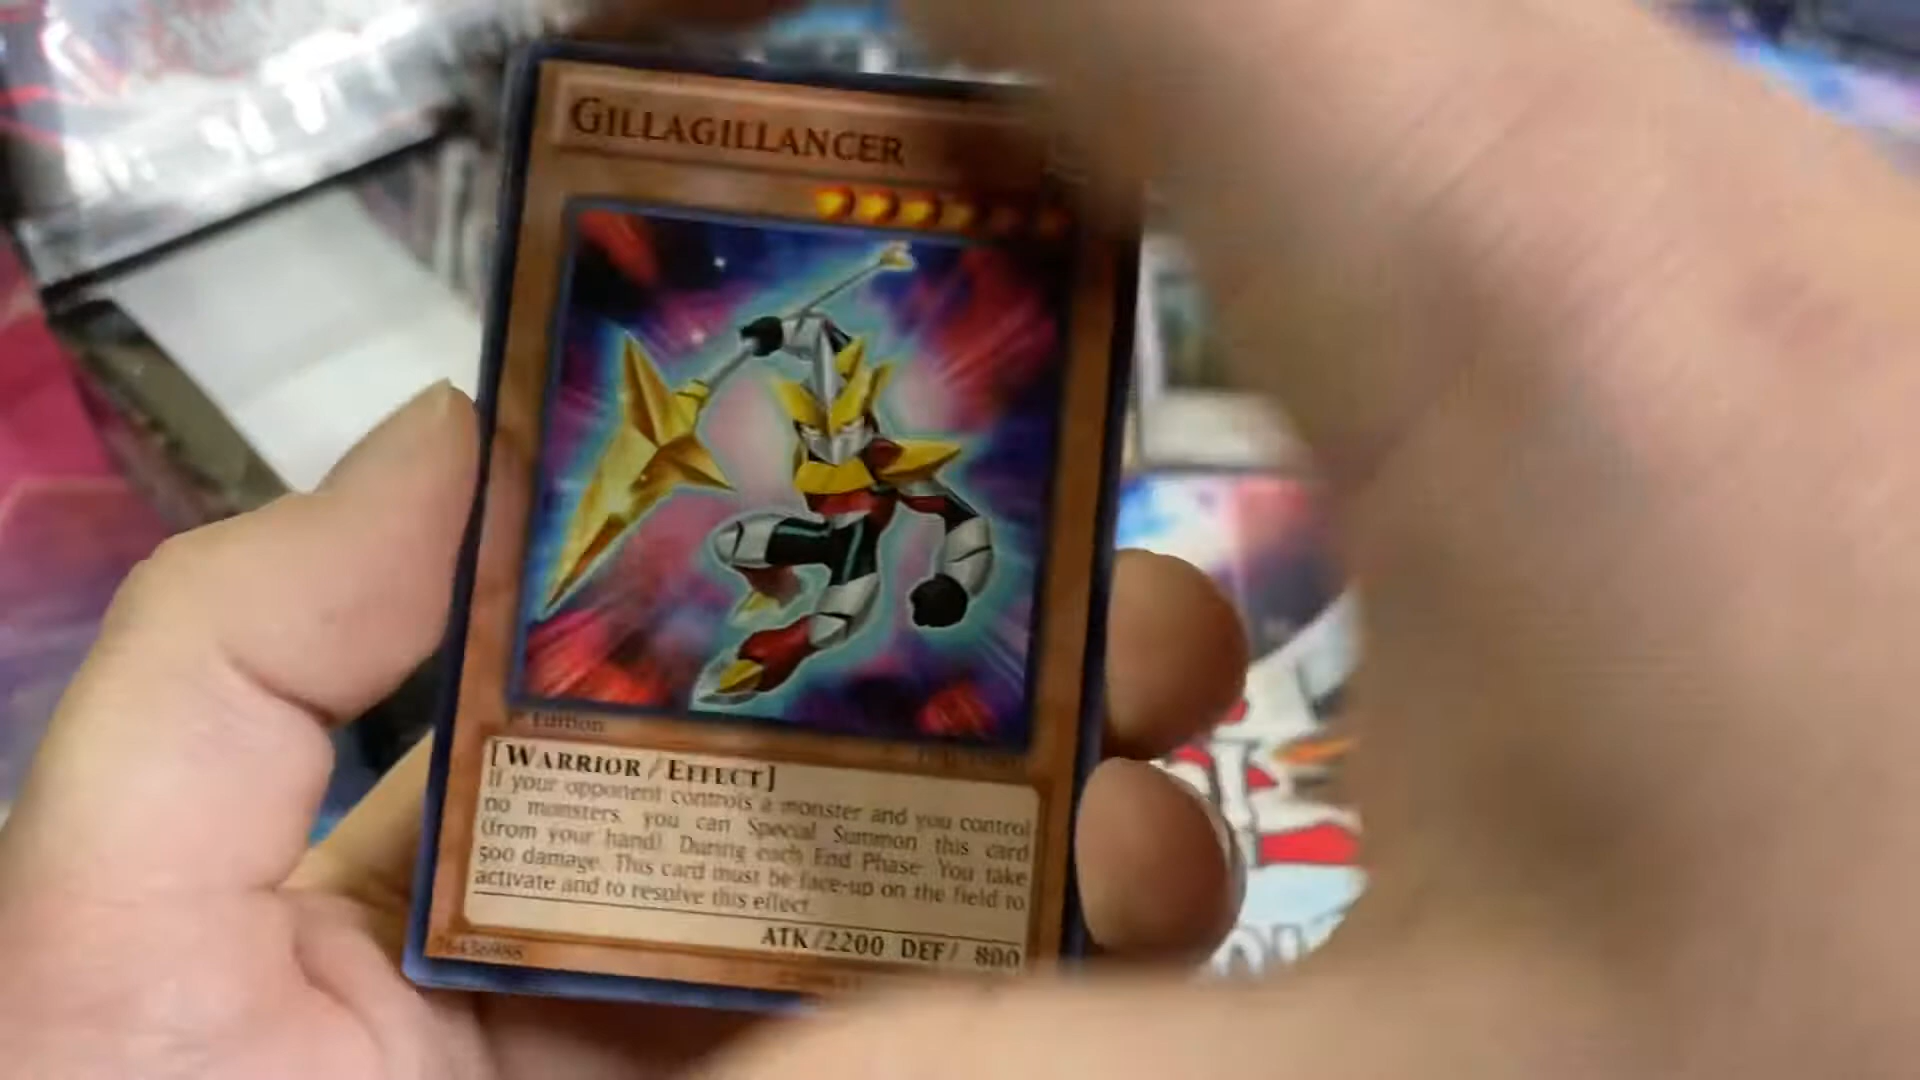 GILLAGILLANCER
1st Edition
[WARRIOR / EFFECT]
If your opponent controls a monster and you control
no monsters, you can Special Summon this card
(from your hand). During each End Phase: You take
500 damage. This card must be face-up on the field to
activate and to resolve this effect.
ATK/2200 DEF/ 800